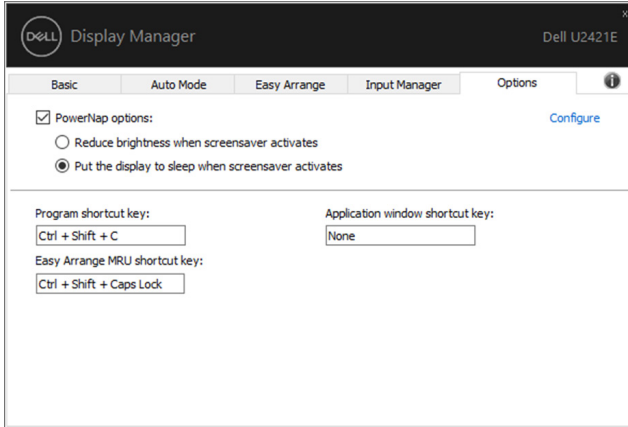 DELL Display Manager
Dell U2421E
x
Basic
Auto Mode
Easy Arrange
Input Manager
Options
PowerNap options:
Configure
Reduce brightness when screensaver activates
Put the display to sleep when screensaver activates
Program shortcut key:
Application window shortcut key:
Ctrl + Shift + C
None
Easy Arrange MRU shortcut key:
Ctrl + Shift + Caps Lock